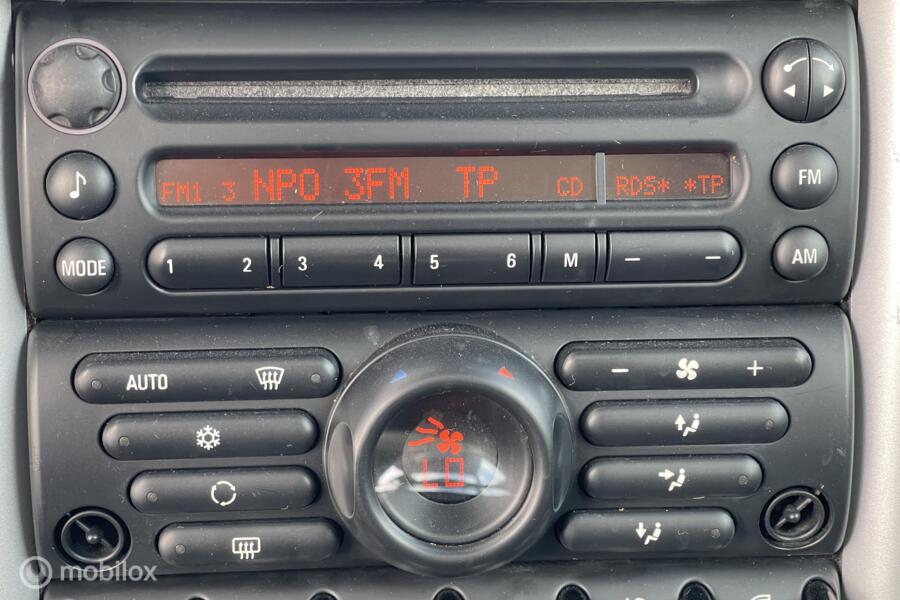 FM1 3 NPO 3FM TP CD RDS* *TP
FM
MODE
1 2 3 4 5 6 M − −
AM
AUTO
− +
LO
mobilox